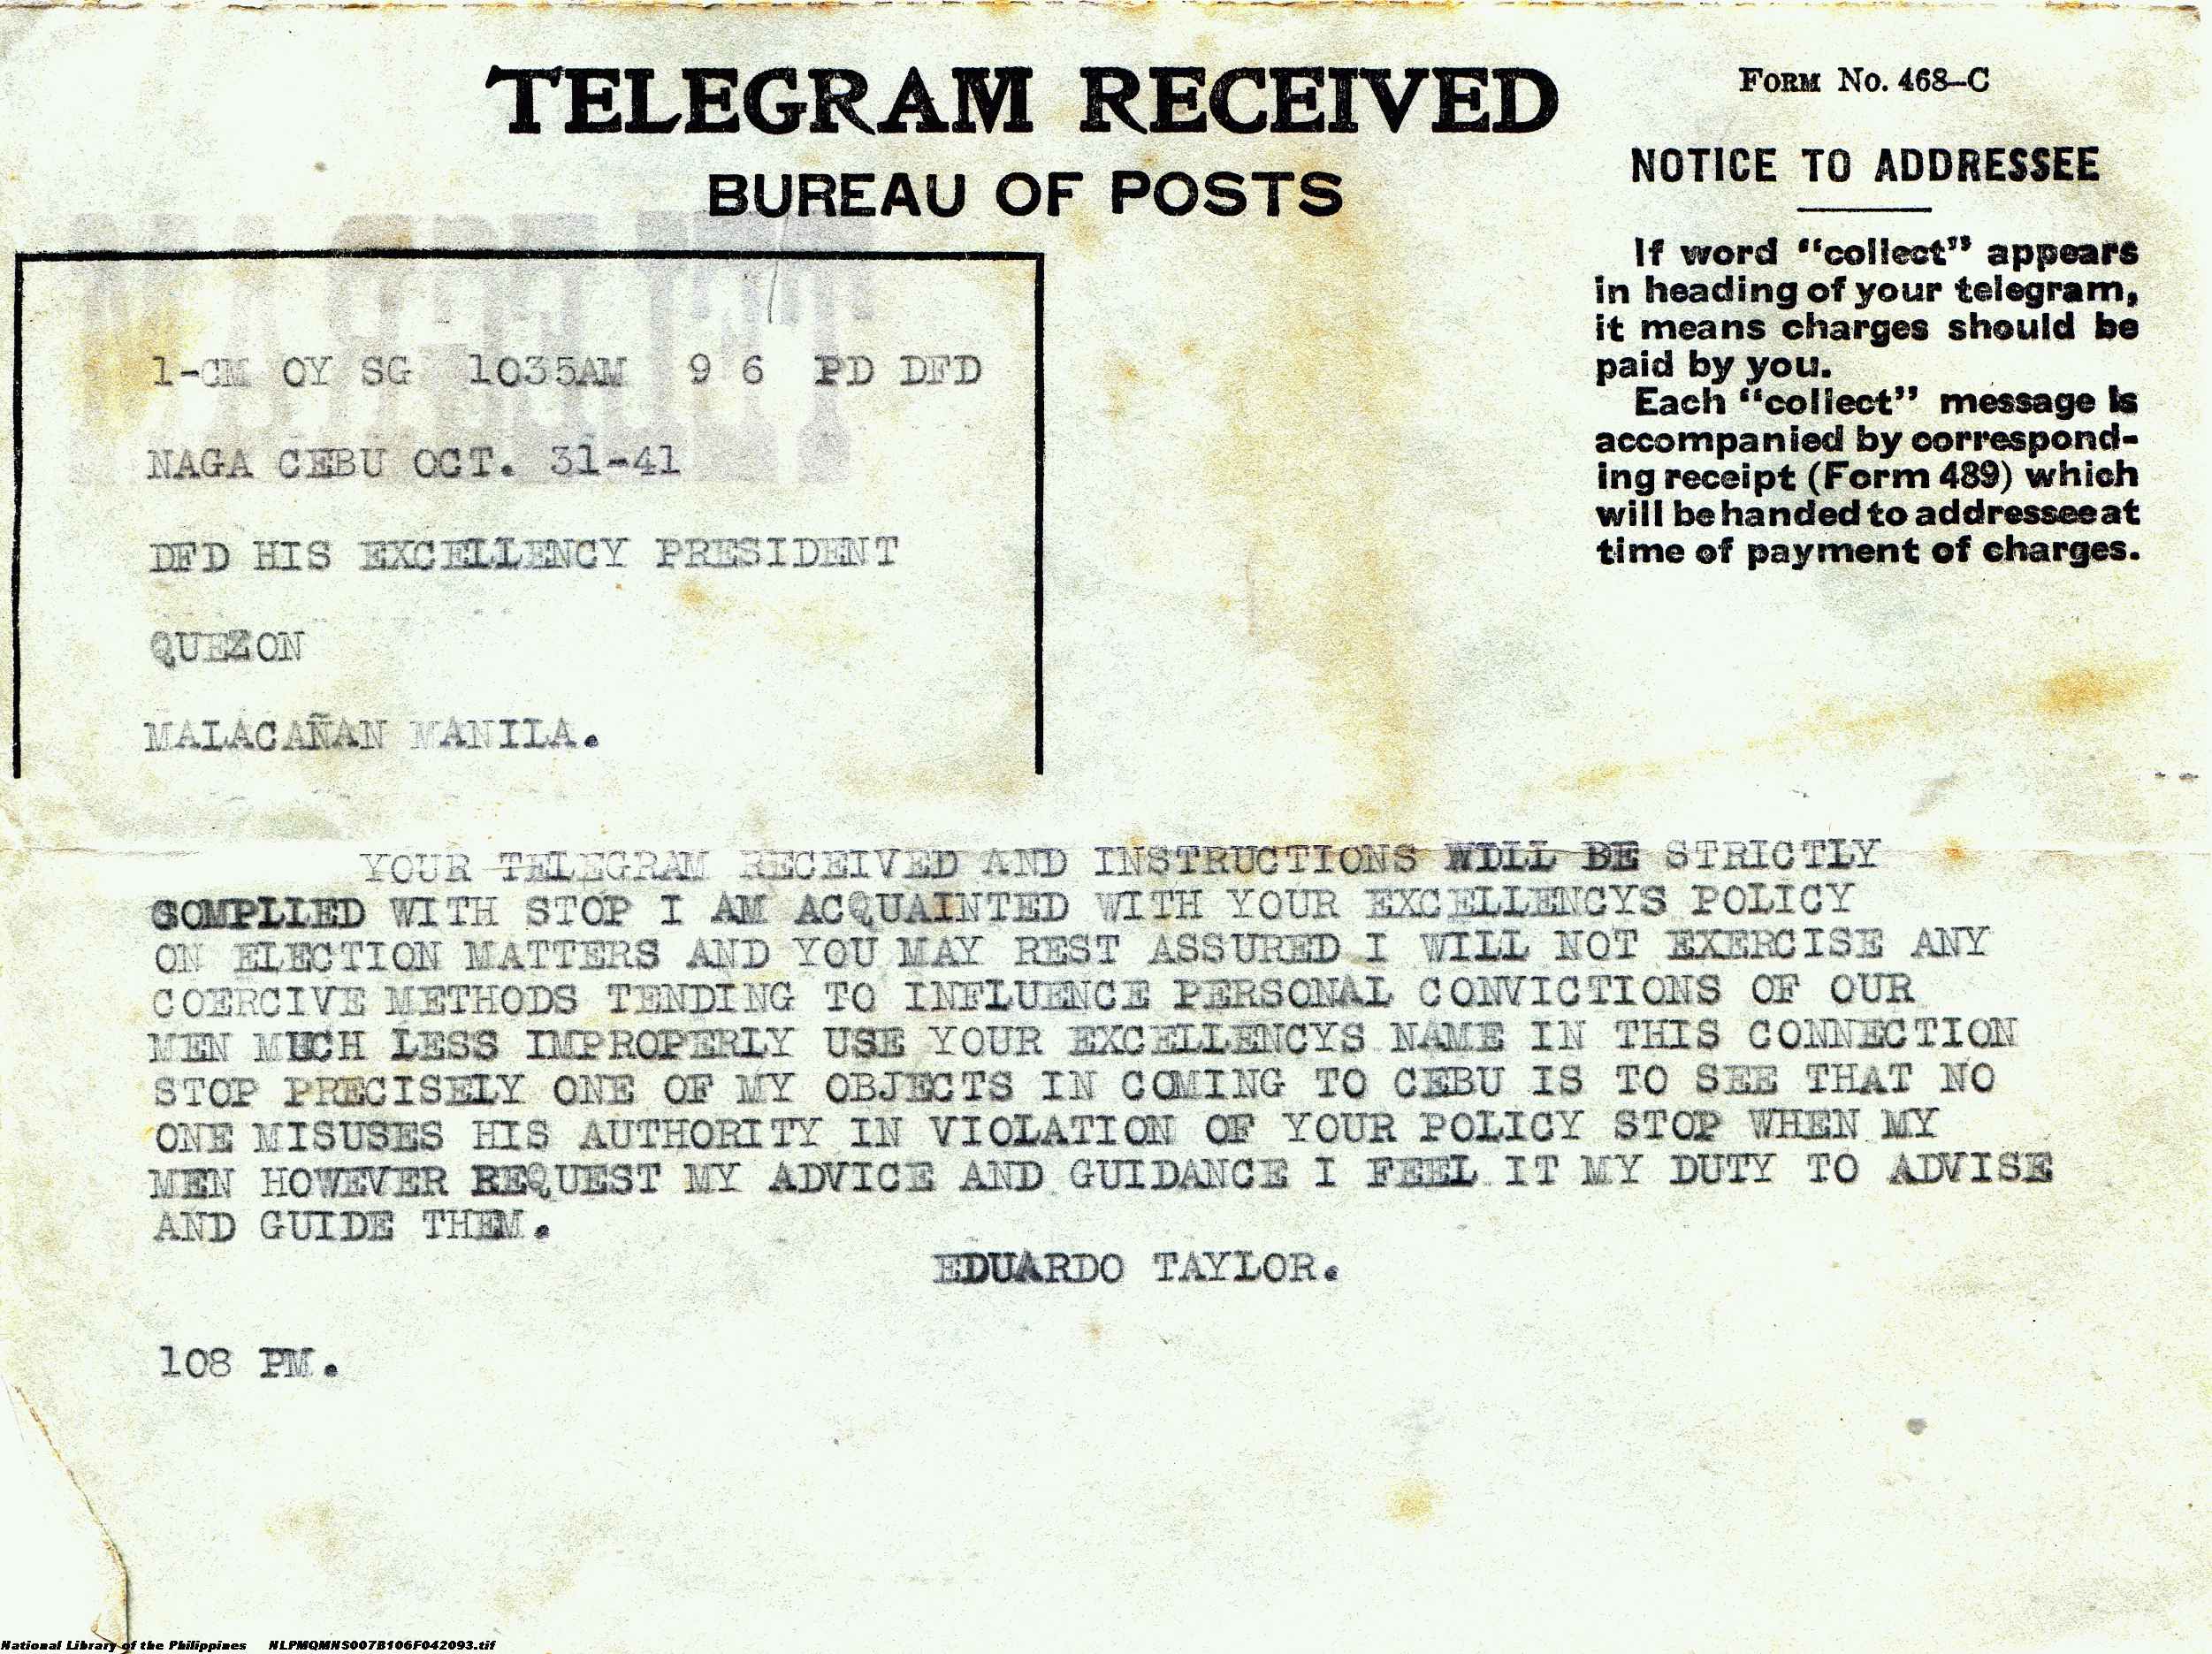 TELEGRAM RECEIVED
BUREAU OF POSTS
FORM NO. 468-C
NOTICE TO ADDRESSEE
If word "collect" appears
in heading of your telegram,
it means charges should be
paid by you.
Each "collect" message is
accompanied by correspond-
ing receipt (Form 489) which
will be handed to addressee at
time of payment of charges.
1-CM OY SG 1035AM 9 6 PD DFD
NAGA CEBU OCT. 31-41
DFD HIS EXCELLENCY PRESIDENT
QUEZON
MALACAÑAN MANILA.
YOUR TELEGRAM RECEIVED AND INSTRUCTIONS WILL BE STRICTLY
COMPLIED WITH STOP I AM ACQUAINTED WITH YOUR EXCELLENCYS POLICY
ON ELECTION MATTERS AND YOU MAY REST ASSURED I WILL NOT EXERCISE ANY
COERCIVE METHODS TENDING TO INFLUENCE PERSONAL CONVICTIONS OF OUR
MEN MUCH LESS IMPROPERLY USE YOUR EXCELLENCYS NAME IN THIS CONNECTION
STOP PRECISELY ONE OF MY OBJECTS IN COMING TO CEBU IS TO SEE THAT NO
ONE MISUSES HIS AUTHORITY IN VIOLATION OF YOUR POLICY STOP WHEN MY
MEN HOWEVER REQUEST MY ADVICE AND GUIDANCE I FEEL IT MY DUTY TO ADVISE
AND GUIDE THEM.
EDUARDO TAYLOR.
108 PM.
National Library of the Philippines NLPMQMNS007B106F042093.tif